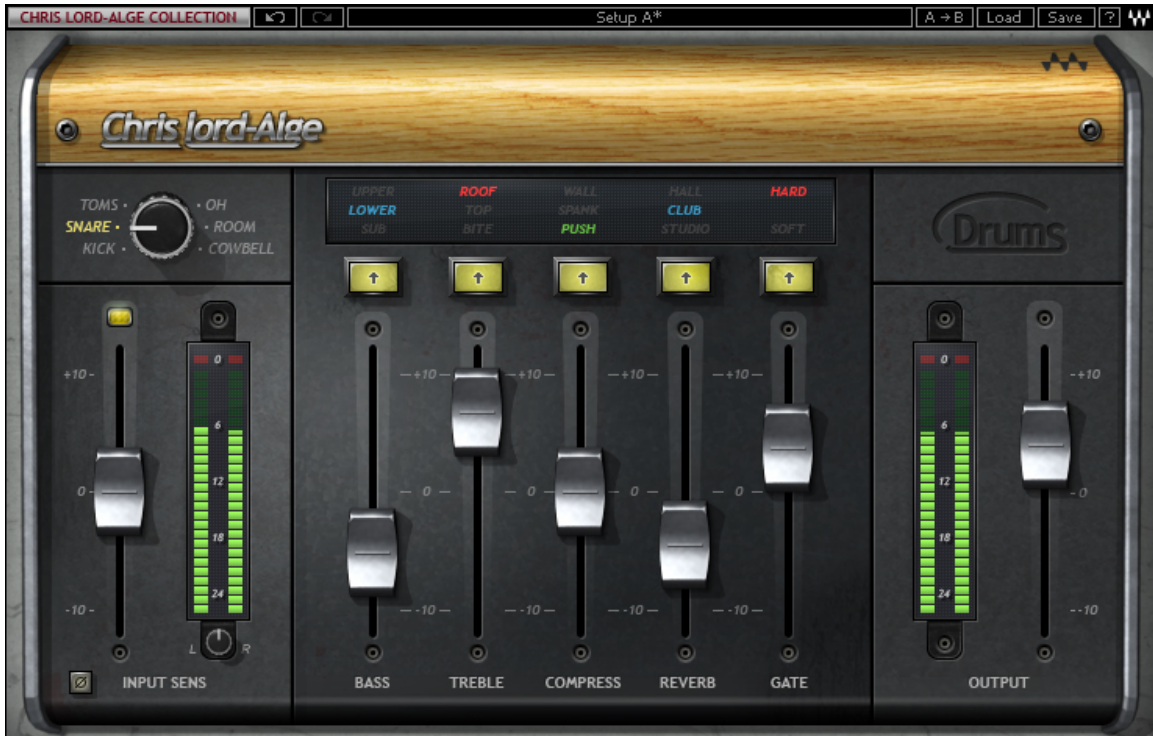 CHRIS LORD-ALGE COLLECTION Setup A* A→B Load Save ?
Chris lord-Alge
TOMS OH
SNARE ROOM
KICK COWBELL
UPPER ROOF WALL HALL HARD
LOWER TOP SPANK CLUB
SUB BITE PUSH STUDIO SOFT
Drums
+10 +10 +10 +10 +10 +10
0 0
6 6
12 12
0 0 0 0 0 0
18 18
24 24
-10 -10 -10 -10 -10 -10
L R
INPUT SENS BASS TREBLE COMPRESS REVERB GATE OUTPUT